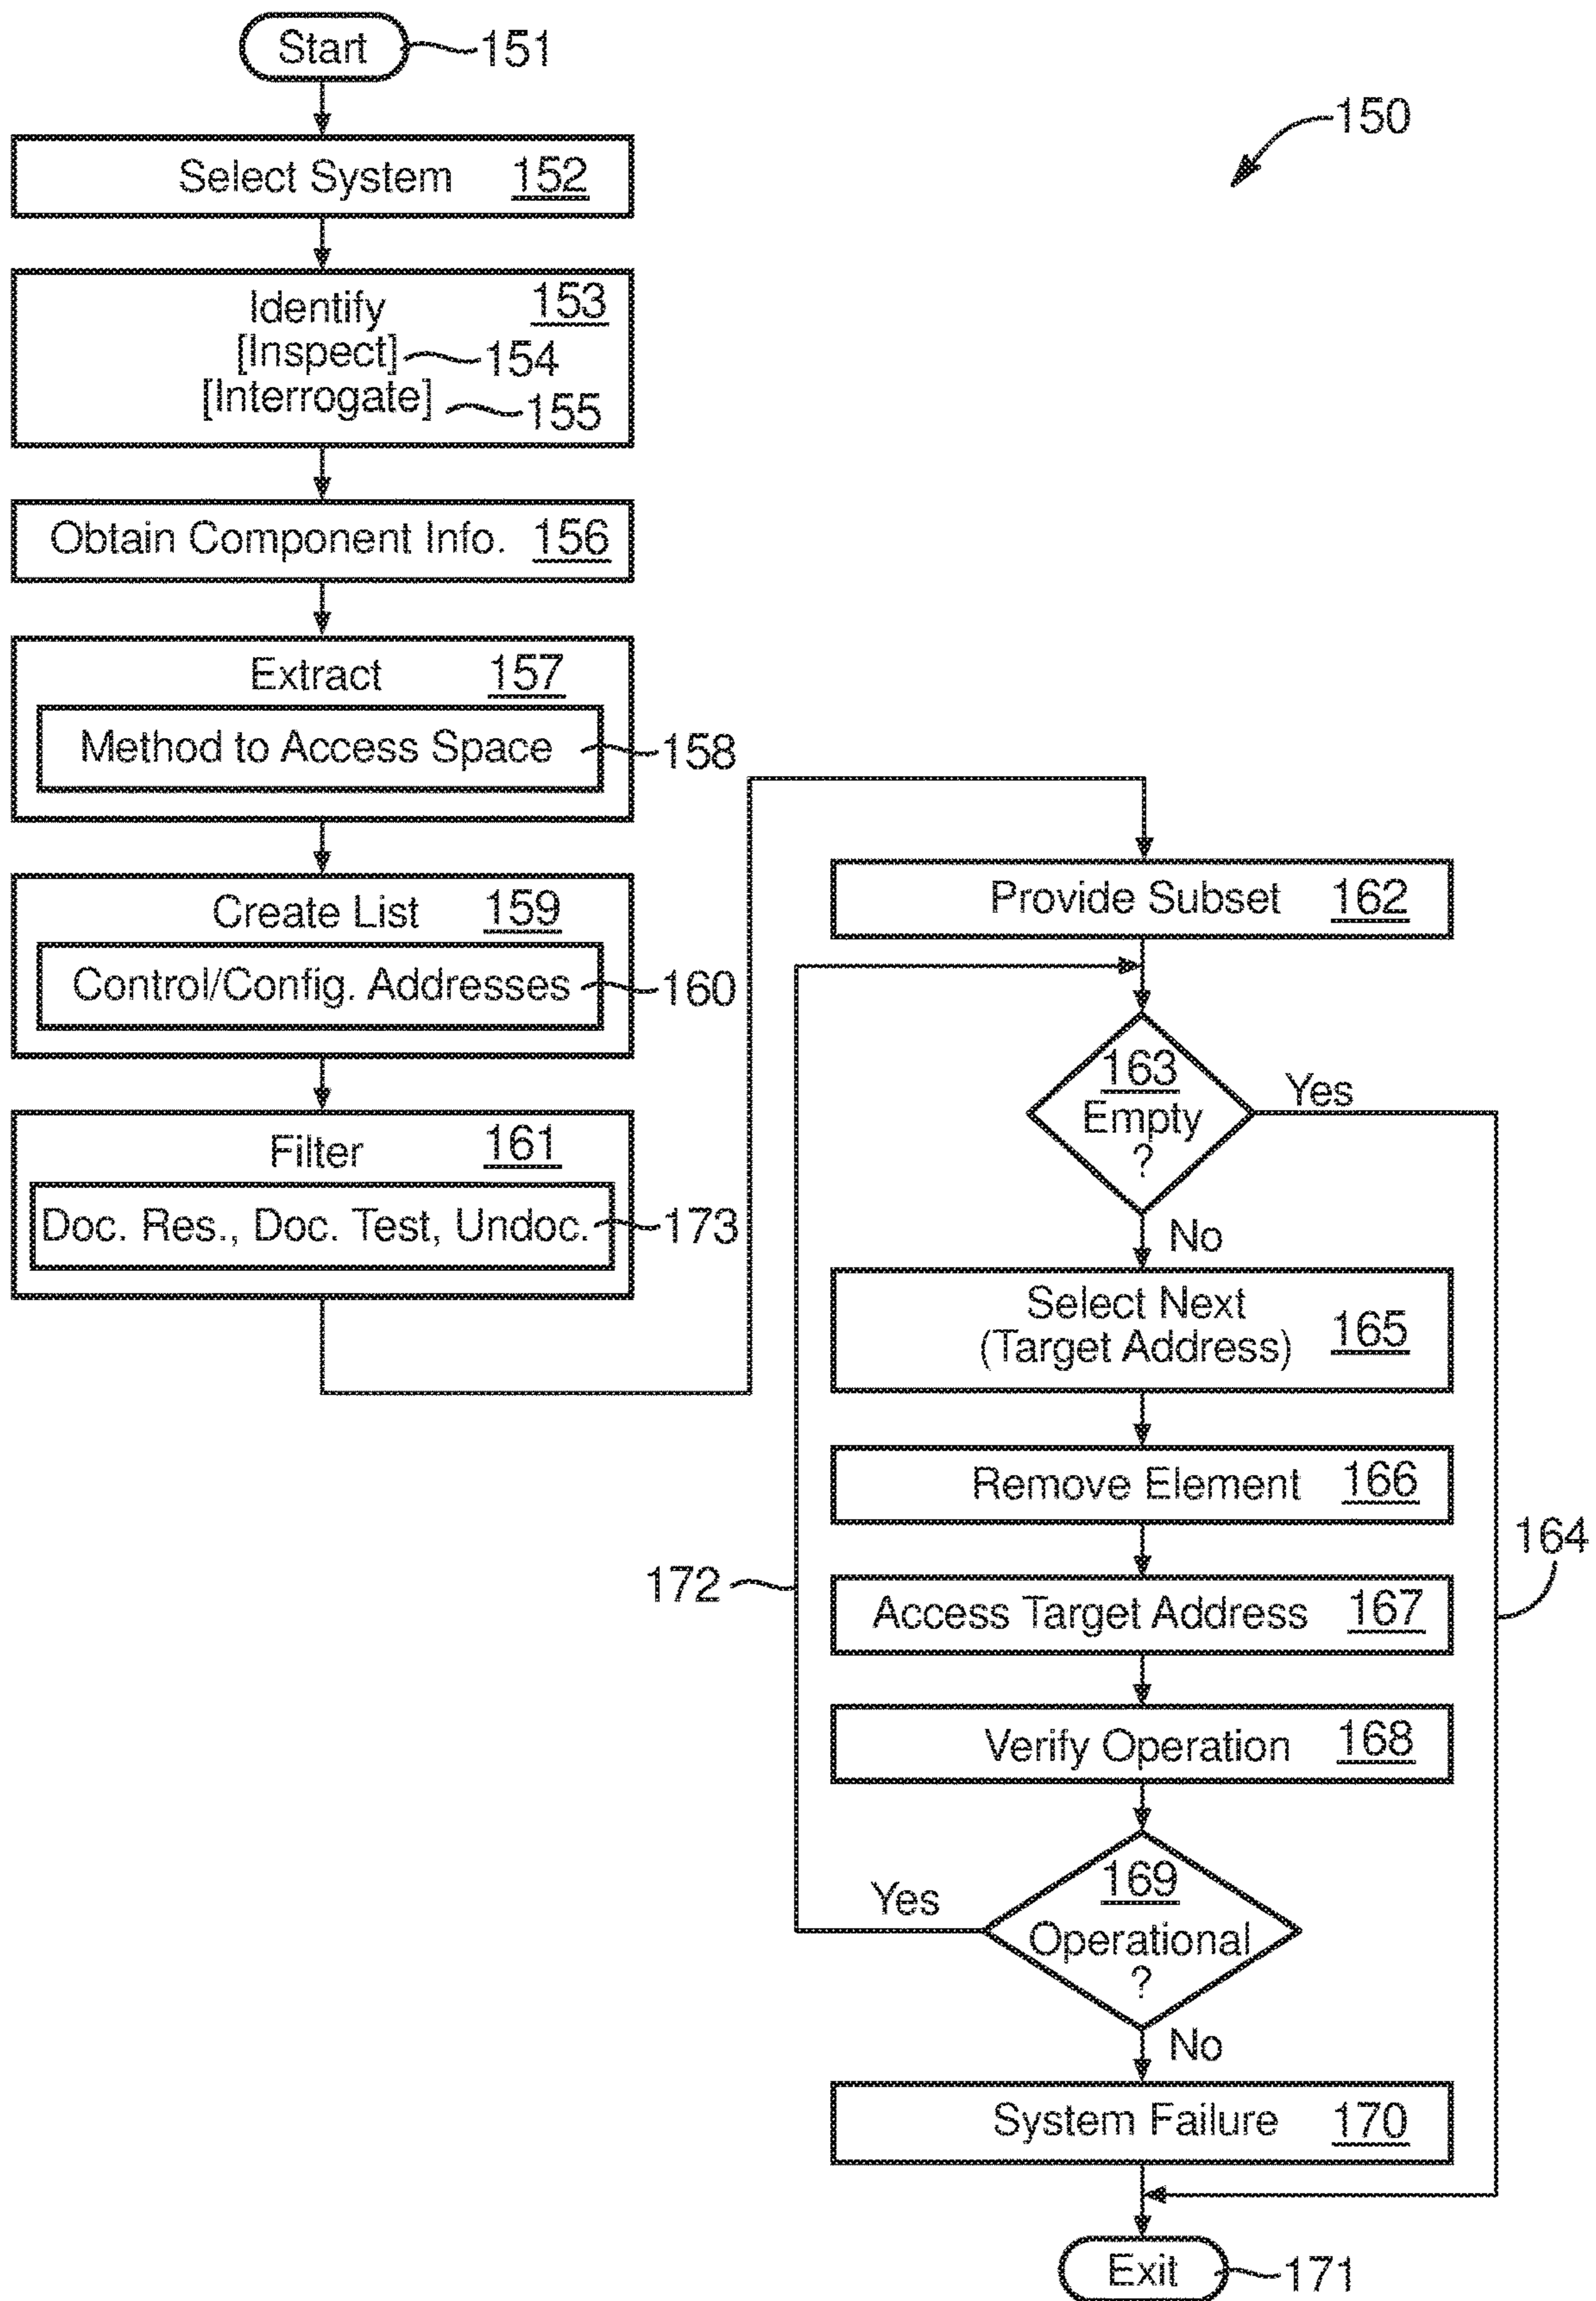 Start 151
150
Select System 152
Identify 153
[Inspect] 154
[Interrogate] 155
Obtain Component Info. 156
Extract 157
Method to Access Space 158
Create List 159
Control/Config. Addresses 160
Filter 161
Doc. Res., Doc. Test, Undoc. 173
Provide Subset 162
163
Empty
?
Yes
No
164
Select Next
(Target Address) 165
Remove Element 166
172
Access Target Address 167
Verify Operation 168
169
Operational
?
Yes
No
System Failure 170
Exit 171